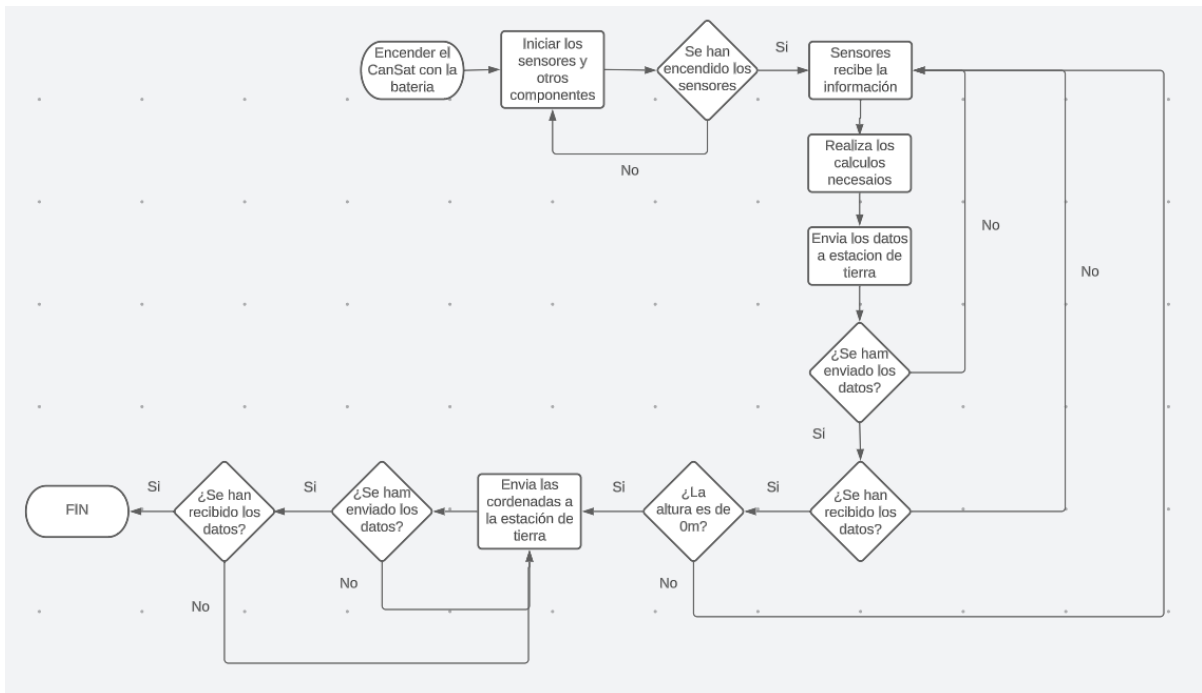 Encender el
CanSat con la
bateria
Iniciar los
sensores y
otros
componentes
Se han
encendido los
sensores
Si
Sensores
recibe la
información
No
Realiza los
calculos
necesaios
Envia los datos
a estacion de
tierra
No
No
¿Se ham
enviado los
datos?
Si
¿Se han
recibido los
datos?
Si
¿La
altura es de
0m?
Si
No
Envia las
cordenadas a
la estación de
tierra
¿Se ham
enviado los
datos?
Si
No
¿Se han
recibido los
datos?
Si
No
FIN